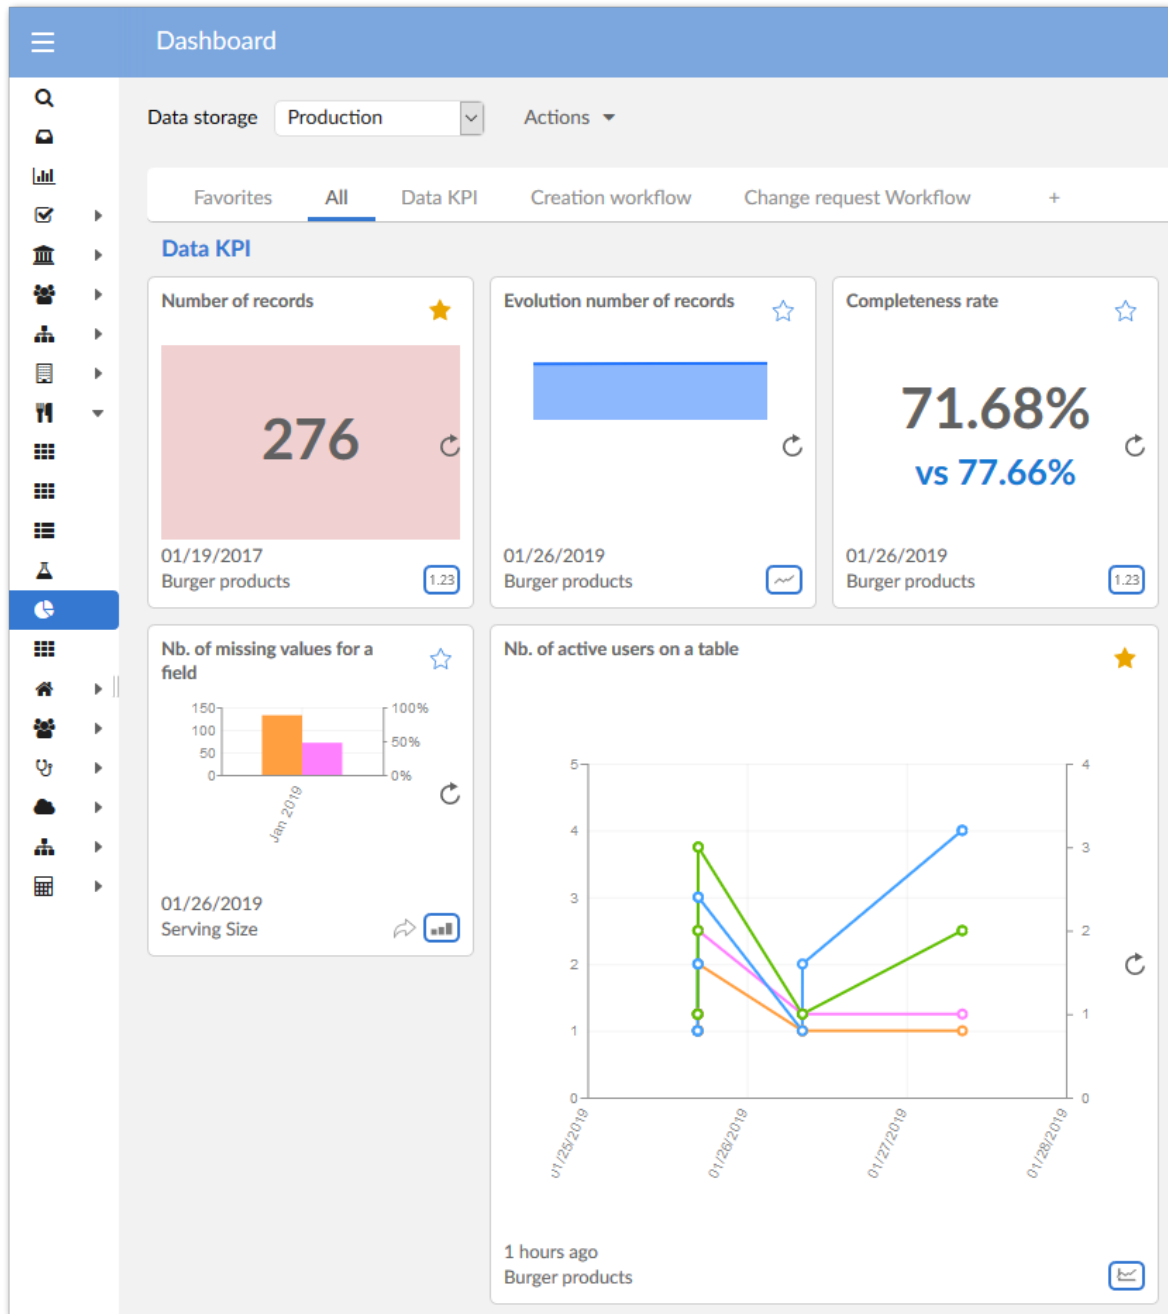 Dashboard
Data storage Production Actions
Favorites All Data KPI Creation workflow Change request Workflow +
Data KPI
Number of records
276
01/19/2017
Burger products
1.23
Evolution number of records
01/26/2019
Burger products
Completeness rate
71.68%
vs 77.66%
01/26/2019
Burger products
1.23
Nb. of missing values for a
field
150 100%
100
50 50%
0 0%
Jan 2019
01/26/2019
Serving Size
Nb. of active users on a table
5 4
4
3
3
2
2
1
1
0 0
01/25/2019 01/26/2019 01/27/2019 01/28/2019
1 hours ago
Burger products